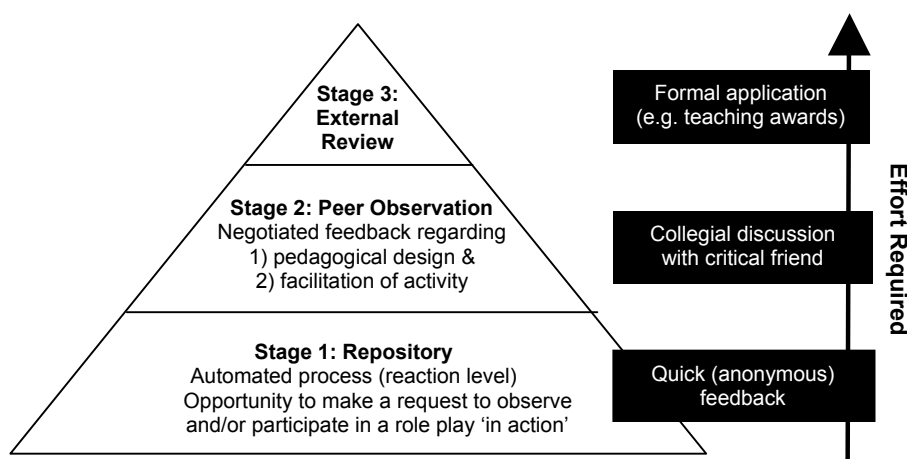 Stage 3:
External
Review
Formal application
(e.g. teaching awards)
Stage 2: Peer Observation
Negotiated feedback regarding
1) pedagogical design &
2) facilitation of activity
Collegial discussion
with critical friend
Stage 1: Repository
Automated process (reaction level)
Opportunity to make a request to observe
and/or participate in a role play ‘in action’
Quick (anonymous)
feedback
Effort Required